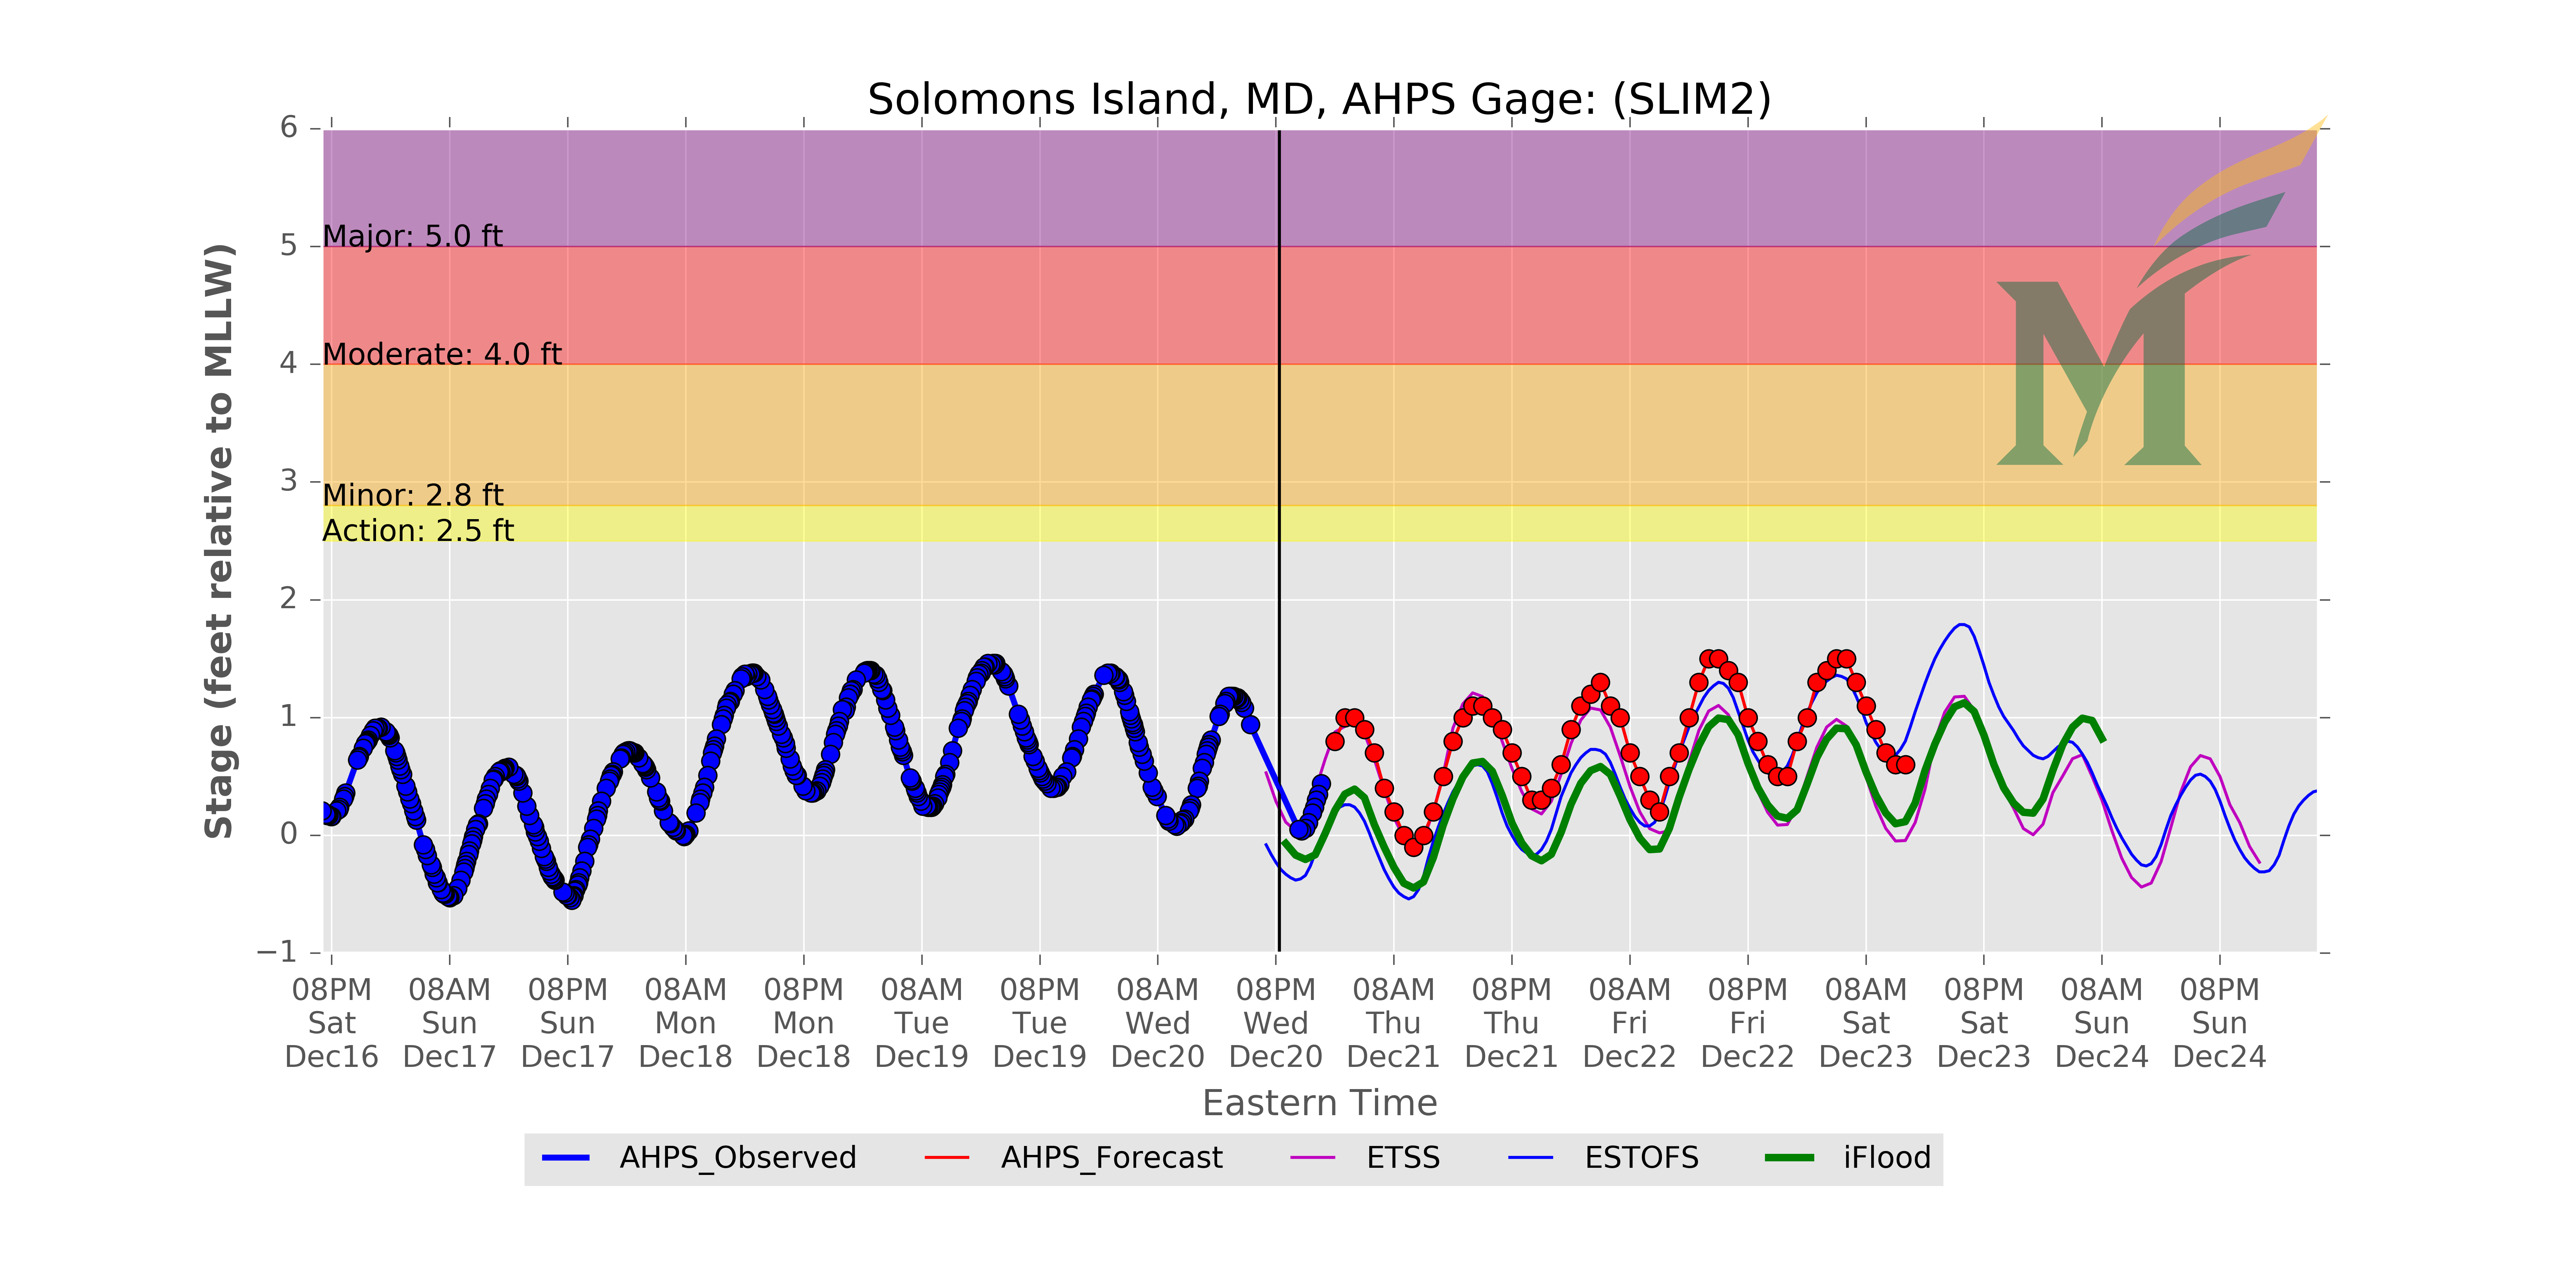 Solomons Island, MD, AHPS Gage: (SLIM2)
6
5
4
3
2
1
0
−1
Stage (feet relative to MLLW)
Major: 5.0 ft
Moderate: 4.0 ft
Minor: 2.8 ft
Action: 2.5 ft
M
08PM 08AM 08PM 08AM 08PM 08AM 08PM 08AM 08PM 08AM 08PM 08AM 08PM 08AM 08PM 08AM 08PM
Sat Sun Sun Mon Mon Tue Tue Wed Wed Thu Thu Fri Fri Sat Sat Sun Sun
Dec16 Dec17 Dec17 Dec18 Dec18 Dec19 Dec19 Dec20 Dec20 Dec21 Dec21 Dec22 Dec22 Dec23 Dec23 Dec24 Dec24
Eastern Time
AHPS_Observed AHPS_Forecast ETSS ESTOFS iFlood